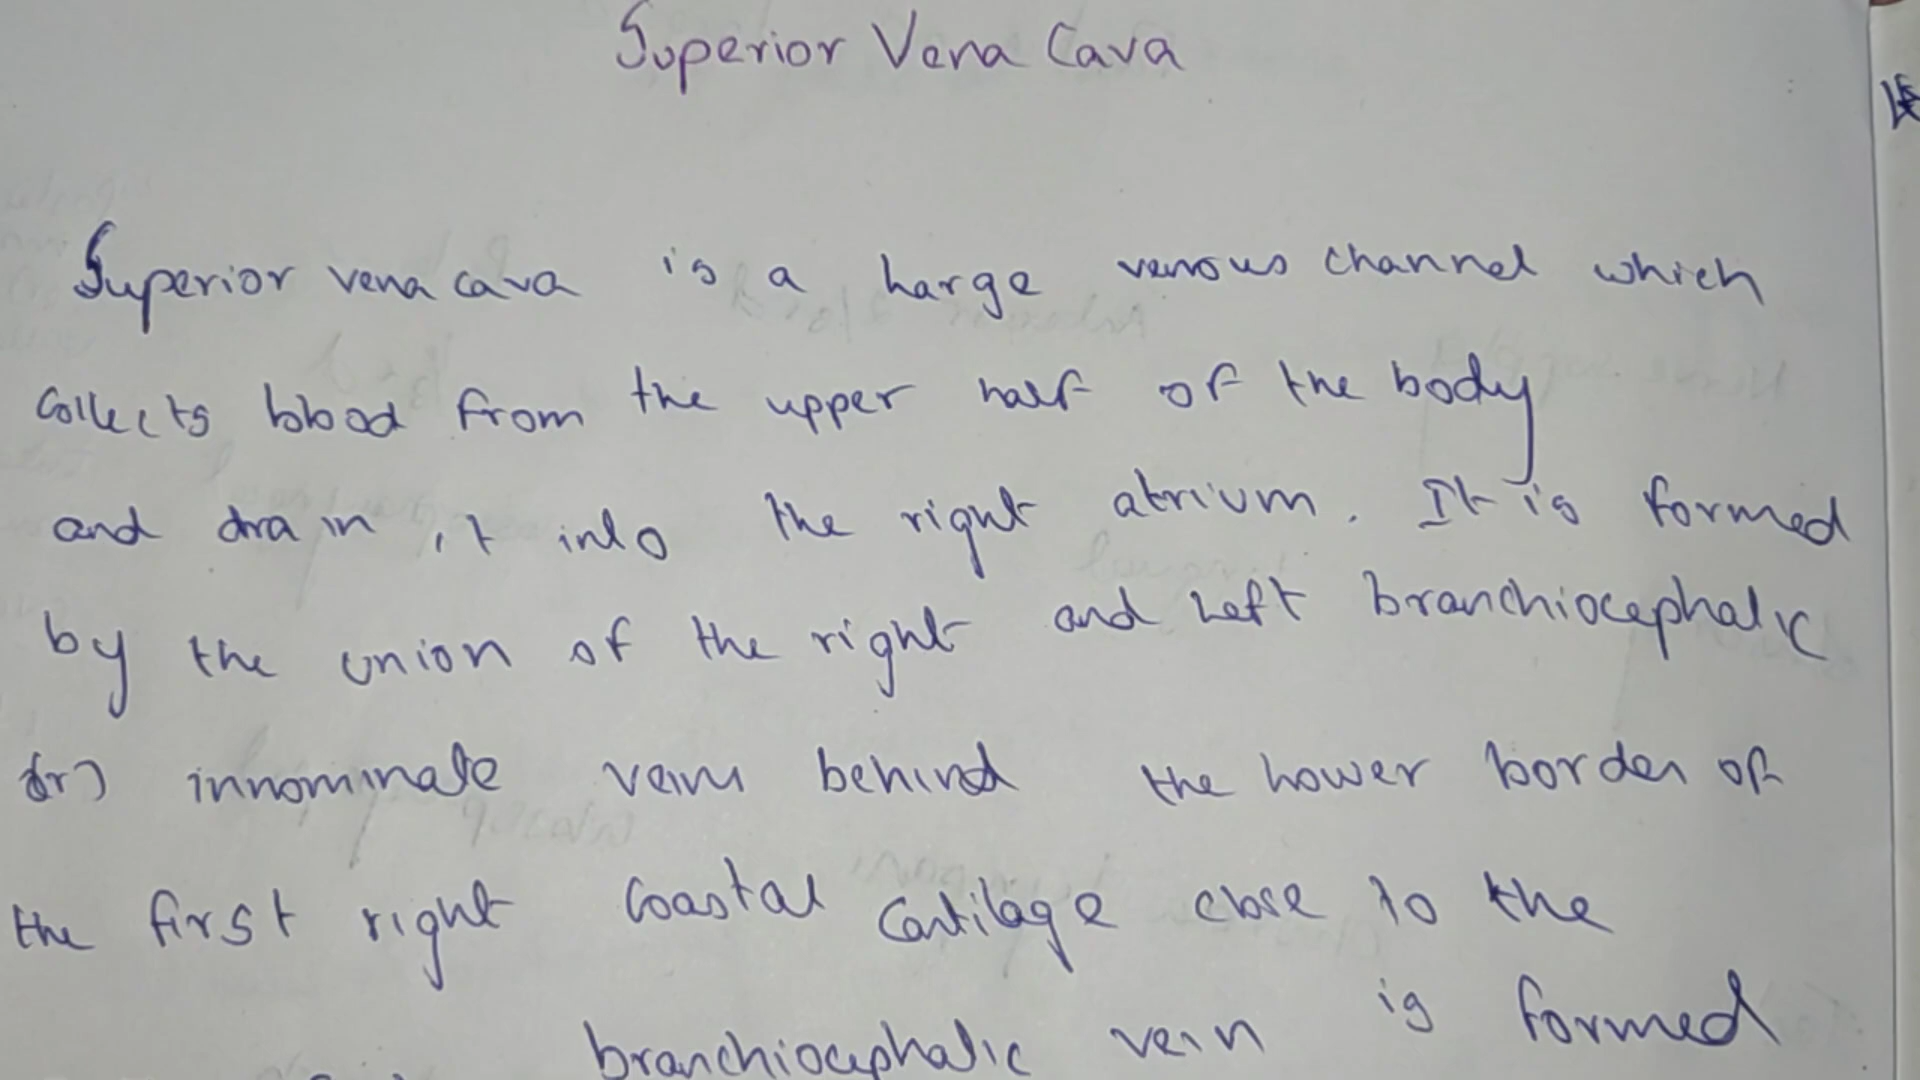 Superior Vena Cava
Superior vena cava is a large venous channel which
collects blood from the upper half of the body
and drain it into the right atrium. It is formed
by the union of the right and left branchiocephalic
(or) innominate veins behind the lower border of
the first right coastal cartilage close to the
branchiocephalic vein is formed